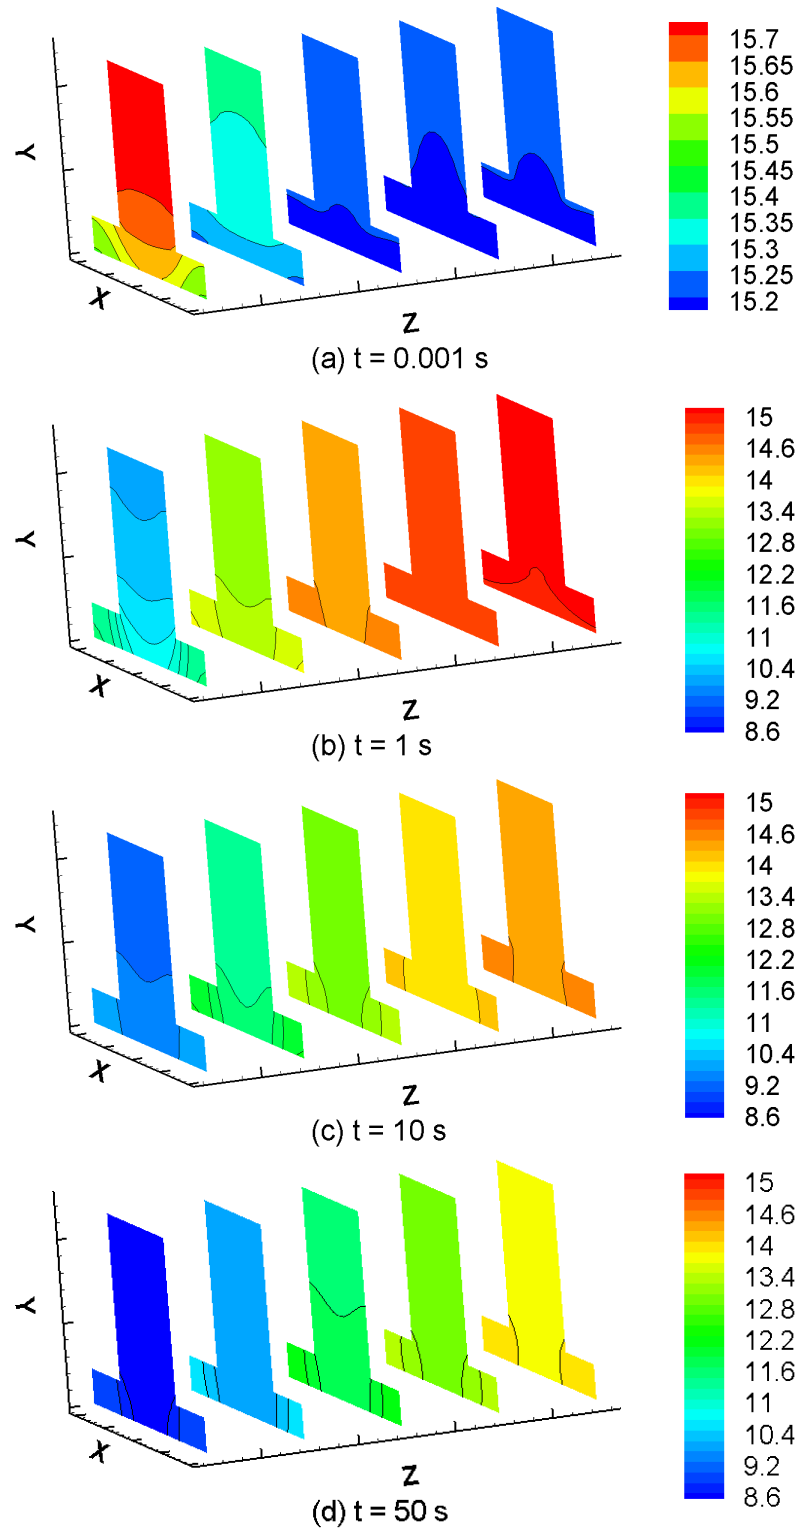 15.7
15.65
15.6
15.55
15.5
15.45
15.4
15.35
15.3
15.25
15.2
Y
X
Z
(a) t = 0.001 s
15
14.6
14
13.4
12.8
12.2
11.6
11
10.4
9.2
8.6
Y
X
Z
(b) t = 1 s
15
14.6
14
13.4
12.8
12.2
11.6
11
10.4
9.2
8.6
Y
X
Z
(c) t = 10 s
15
14.6
14
13.4
12.8
12.2
11.6
11
10.4
9.2
8.6
Y
X
Z
(d) t = 50 s